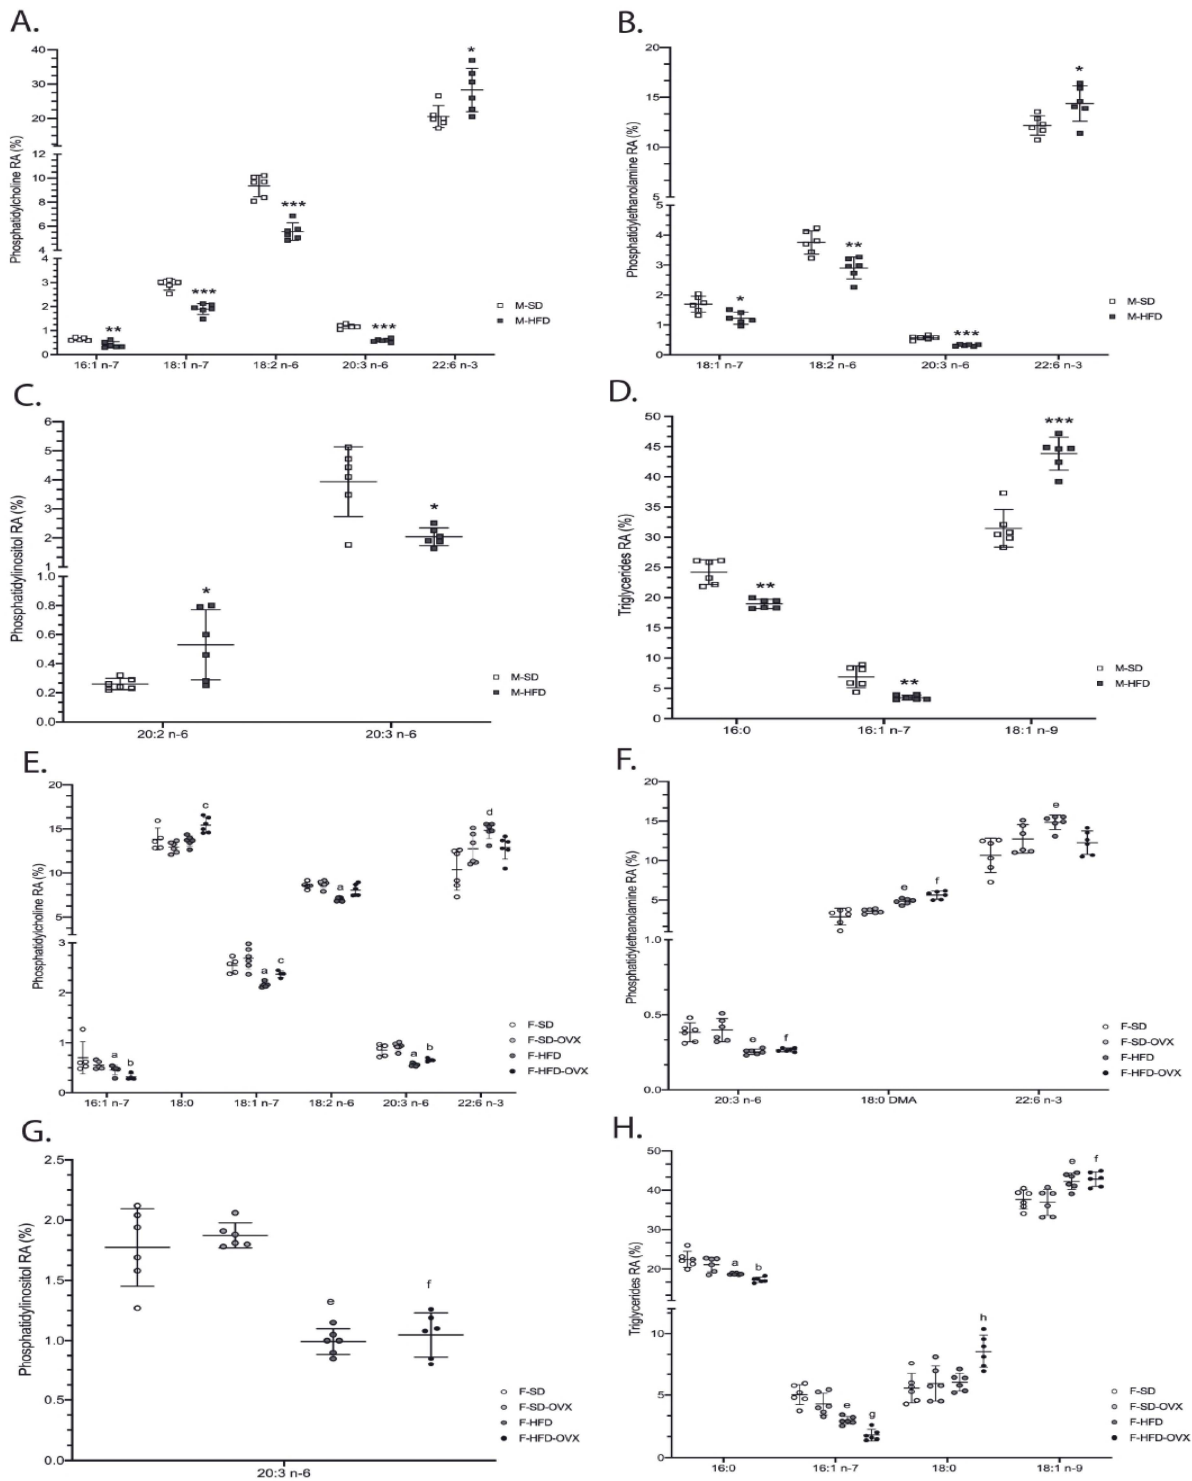 A.
Phosphatidylcholine RA (%)
40
30
20
12
10
8
6
4
4
3
2
1
0
**
***
***
***
*
16:1 n-7
18:1 n-7
18:2 n-6
20:3 n-6
22:6 n-3
M-SD
M-HFD
B.
Phosphatidylethanolamine RA (%)
20
15
10
5
5
4
3
2
1
0
*
**
***
*
18:1 n-7
18:2 n-6
20:3 n-6
22:6 n-3
M-SD
M-HFD
C.
Phosphatidylinositol RA (%)
6
5
4
3
2
1
1.0
0.8
0.6
0.4
0.2
0.0
*
*
20:2 n-6
20:3 n-6
M-SD
M-HFD
D.
Triglycerides RA (%)
50
45
40
35
30
25
20
15
10
5
0
**
**
***
16:0
16:1 n-7
18:1 n-9
M-SD
M-HFD
E.
Phosphatidylcholine RA (%)
20
15
10
5
3
2
1
0
a
b
c
a
c
a
a
b
d
16:1 n-7
18:0
18:1 n-7
18:2 n-6
20:3 n-6
22:6 n-3
F-SD
F-SD-OVX
F-HFD
F-HFD-OVX
F.
Phosphatidylethanolamine RA (%)
20
15
10
5
1.0
0.5
0.0
e
f
e
f
e
20:3 n-6
18:0 DMA
22:6 n-3
F-SD
F-SD-OVX
F-HFD
F-HFD-OVX
G.
Phosphatidylinositol RA (%)
2.5
2.0
1.5
1.0
0.5
0.0
e
f
20:3 n-6
F-SD
F-SD-OVX
F-HFD
F-HFD-OVX
H.
Triglycerides RA (%)
50
40
30
20
10
5
0
a
b
e
g
h
e
f
16:0
16:1 n-7
18:0
18:1 n-9
F-SD
F-SD-OVX
F-HFD
F-HFD-OVX